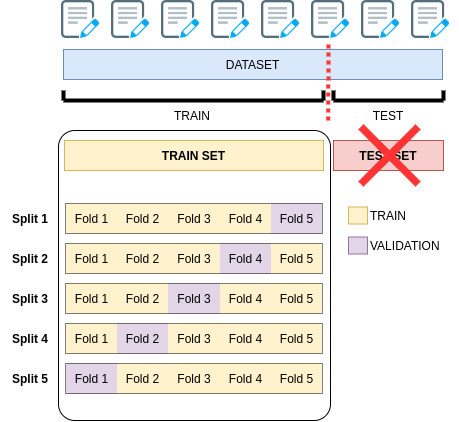 DATASET
TRAIN
TEST
TRAIN SET
TEST SET
Split 1 Fold 1 Fold 2 Fold 3 Fold 4 Fold 5
TRAIN
Split 2 Fold 1 Fold 2 Fold 3 Fold 4 Fold 5
VALIDATION
Split 3 Fold 1 Fold 2 Fold 3 Fold 4 Fold 5
Split 4 Fold 1 Fold 2 Fold 3 Fold 4 Fold 5
Split 5 Fold 1 Fold 2 Fold 3 Fold 4 Fold 5